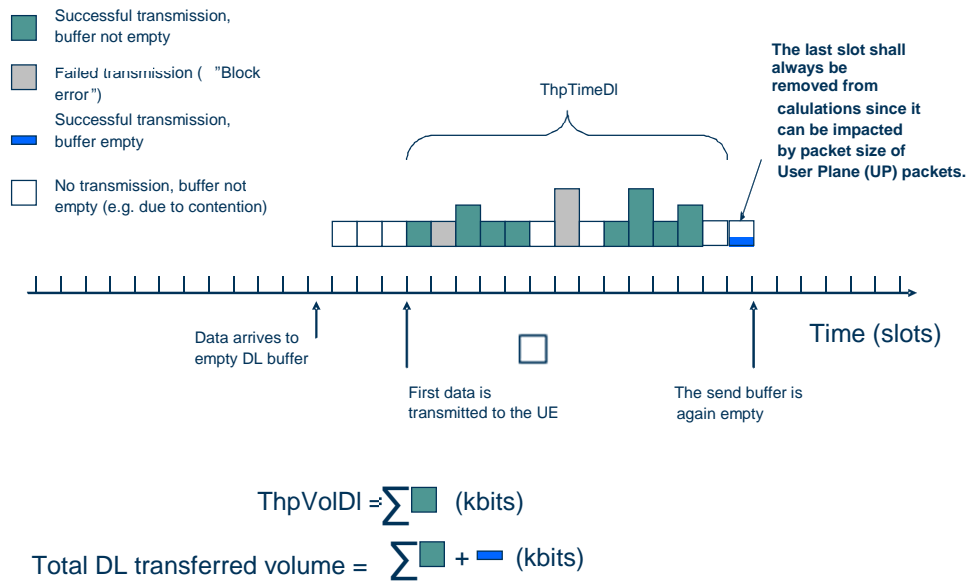 Successful transmission,
buffer not empty
Failed transmission ( "Block
error")
Successful transmission,
buffer empty
No transmission, buffer not
empty (e.g. due to contention)
ThpTimeDl
The last slot shall
always be
removed from
calulations since it
can be impacted
by packet size of
User Plane (UP) packets.
Data arrives to
empty DL buffer
First data is
transmitted to the UE
The send buffer is
again empty
Time (slots)
ThpVolDl = ∑ (kbits)
Total DL transferred volume = ∑ + (kbits)